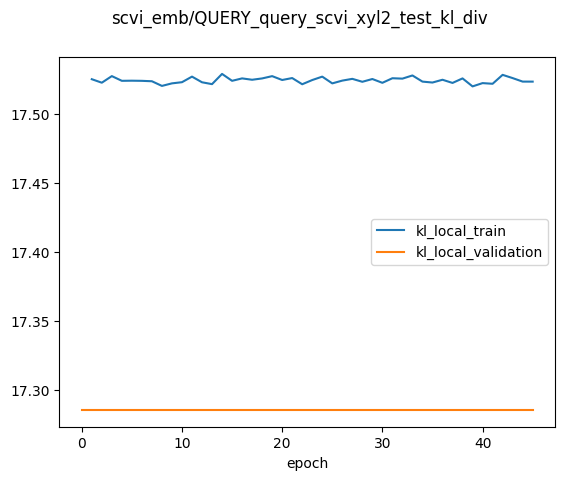 scvi_emb/QUERY_query_scvi_xyl2_test_kl_div
17.50
17.45
17.40
17.35
17.30
kl_local_train
kl_local_validation
0 10 20 30 40
epoch